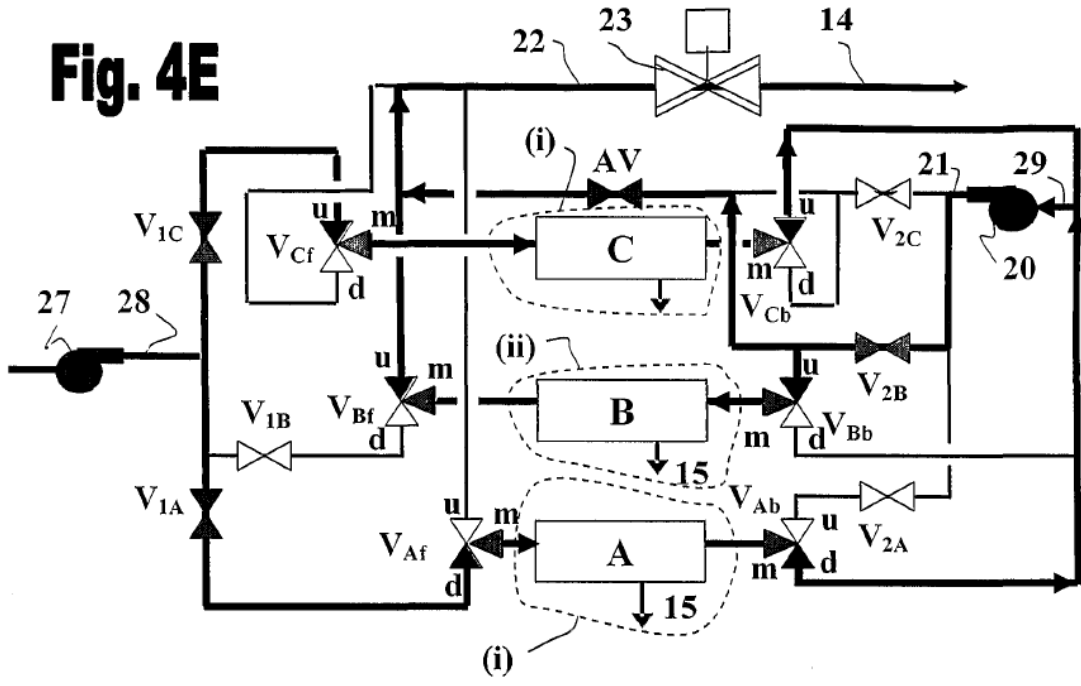 Fig. 4E
22
23
14
(i)
AV
21
29
u
m
u
V1C
VCf
C
V2C
20
d
m
d
VCb
27
28
(ii)
u
m
u
V2B
V1B
VBf
B
VBb
d
m
d
15
V1A
VAb
u
m
u
V2A
VAf
A
d
m
d
15
(i)